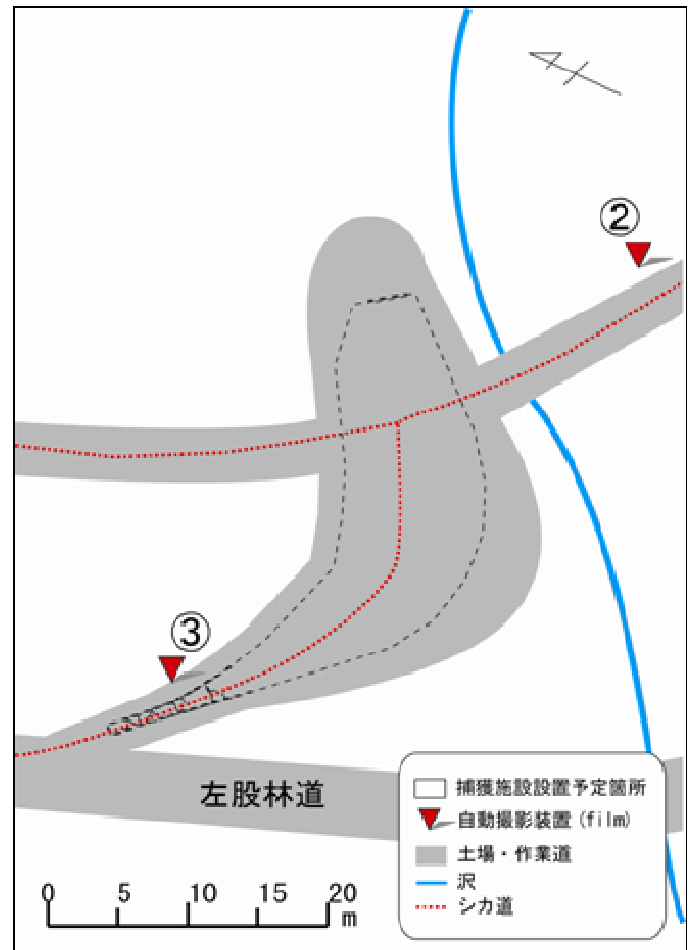 ②
③
左股林道
捕獲施設設置予定箇所
自動撮影装置(film)
土場・作業道
沢
シカ道
0 5 10 15 20
m